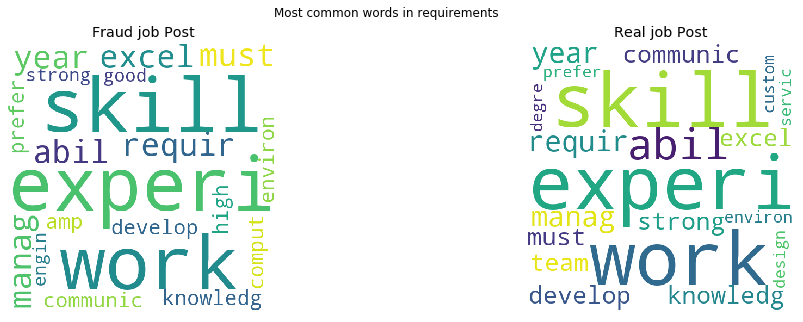 Most common words in requirements
Fraud job Post
year excel must
strong good
skill
prefer
abil requir
environ
experi
manag
amp
develop
high
engin
work
comput
communic knowledg
Real job Post
year communic
prefer
custom
servic
degre
skill
requir abil excel
experi
manag strong environ
must
team
work
design
develop knowledg